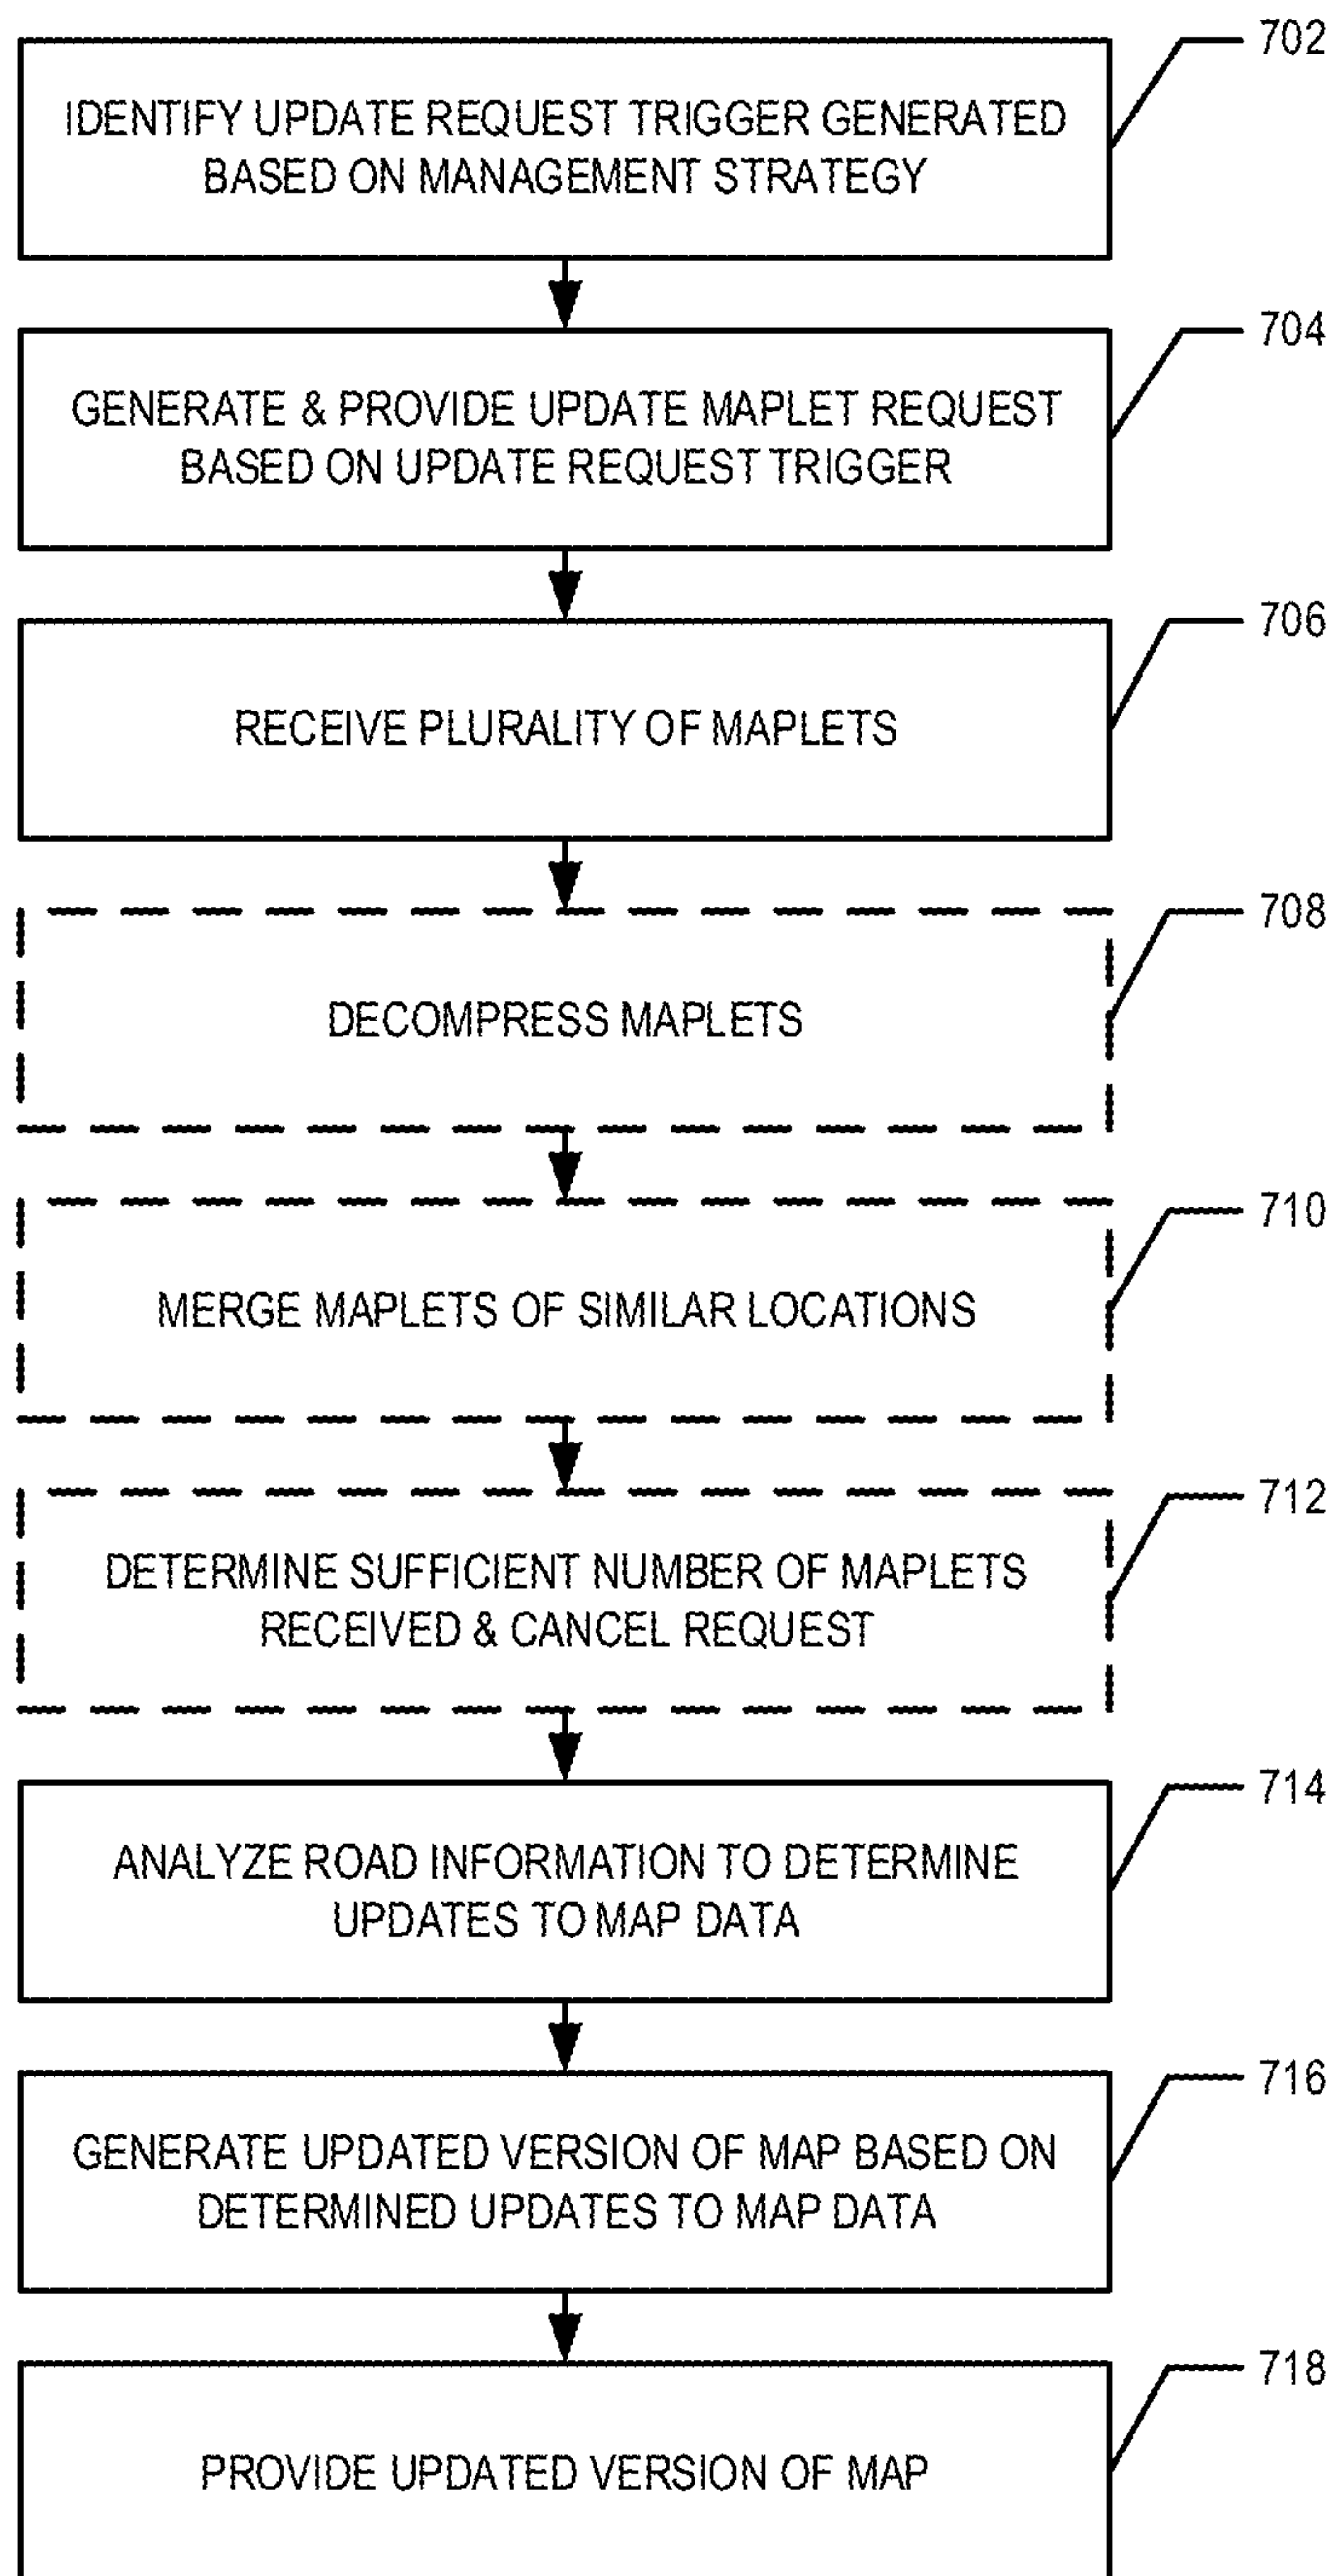 702
IDENTIFY UPDATE REQUEST TRIGGER GENERATED
BASED ON MANAGEMENT STRATEGY
704
GENERATE & PROVIDE UPDATE MAPLET REQUEST
BASED ON UPDATE REQUEST TRIGGER
706
RECEIVE PLURALITY OF MAPLETS
708
DECOMPRESS MAPLETS
710
MERGE MAPLETS OF SIMILAR LOCATIONS
712
DETERMINE SUFFICIENT NUMBER OF MAPLETS
RECEIVED & CANCEL REQUEST
714
ANALYZE ROAD INFORMATION TO DETERMINE
UPDATES TO MAP DATA
716
GENERATE UPDATED VERSION OF MAP BASED ON
DETERMINED UPDATES TO MAP DATA
718
PROVIDE UPDATED VERSION OF MAP